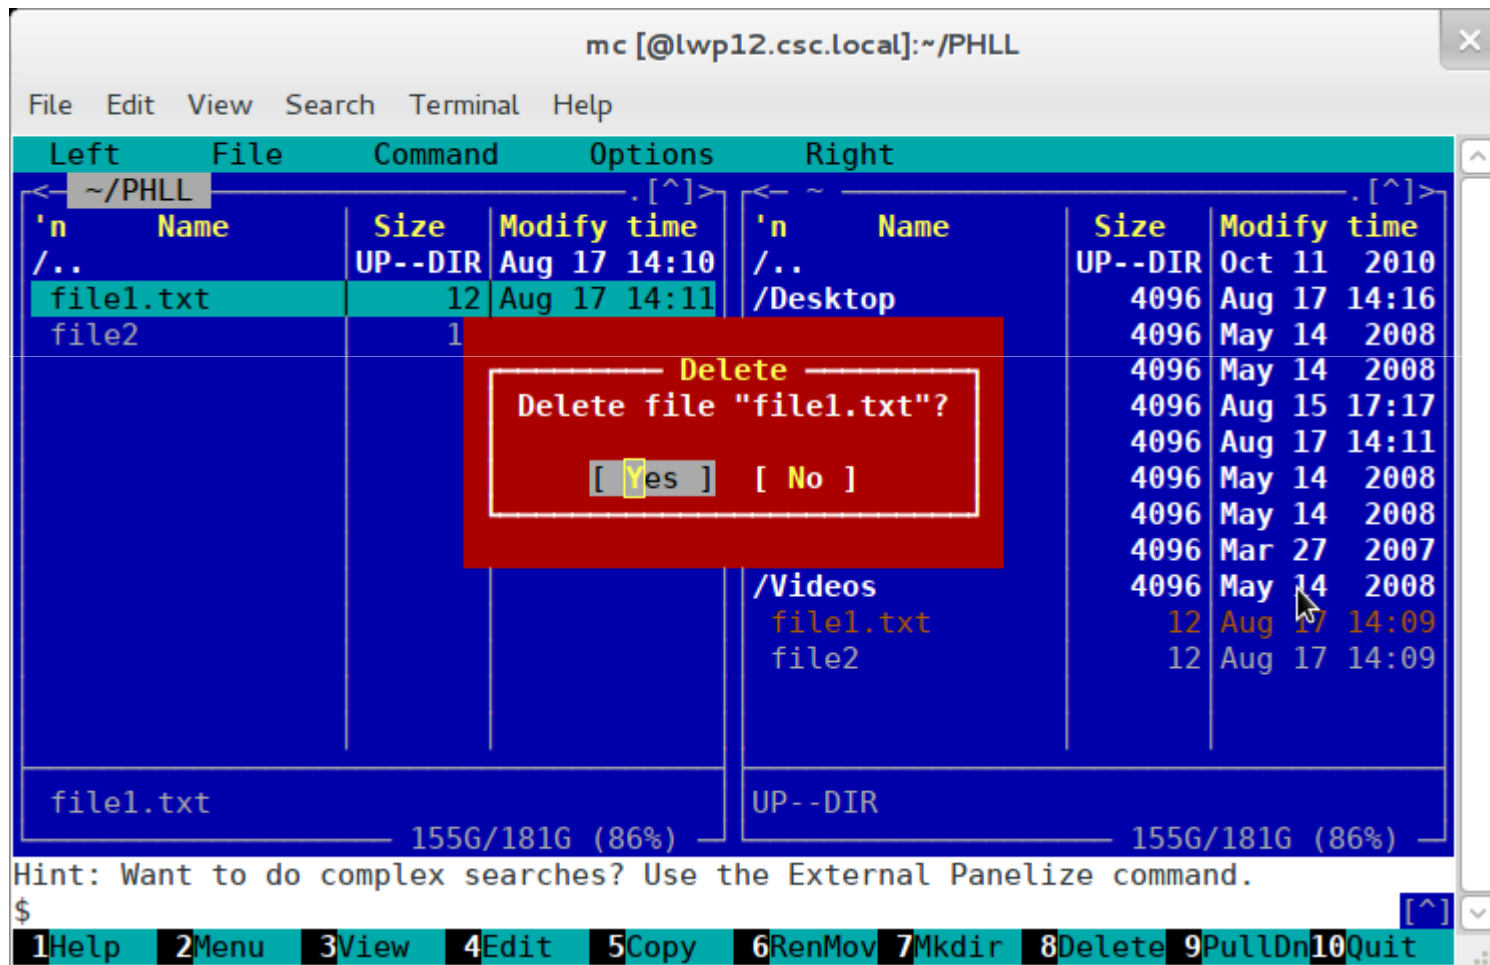 mc [@lwp12.csc.local]:~/PHLL
File Edit View Search Terminal Help
Left File Command Options Right
<─ ~/PHLL ─.[^]> <─ ~ ─.[^]>
'n Name Size Modify time 'n Name Size Modify time
/.. UP--DIR Aug 17 14:10 /.. UP--DIR Oct 11 2010
file1.txt 12 Aug 17 14:11 /Desktop 4096 Aug 17 14:16
file2 1 4096 May 14 2008
Delete 4096 May 14 2008
Delete file "file1.txt"? 4096 Aug 15 17:17
4096 Aug 17 14:11
[ Yes ] [ No ] 4096 May 14 2008
4096 May 14 2008
4096 Mar 27 2007
/Videos 4096 May 14 2008
file1.txt 12 Aug 17 14:09
file2 12 Aug 17 14:09
file1.txt UP--DIR
155G/181G (86%) 155G/181G (86%)
Hint: Want to do complex searches? Use the External Panelize command.
$ [^]
1Help 2Menu 3View 4Edit 5Copy 6RenMov 7Mkdir 8Delete 9PullDn 10Quit